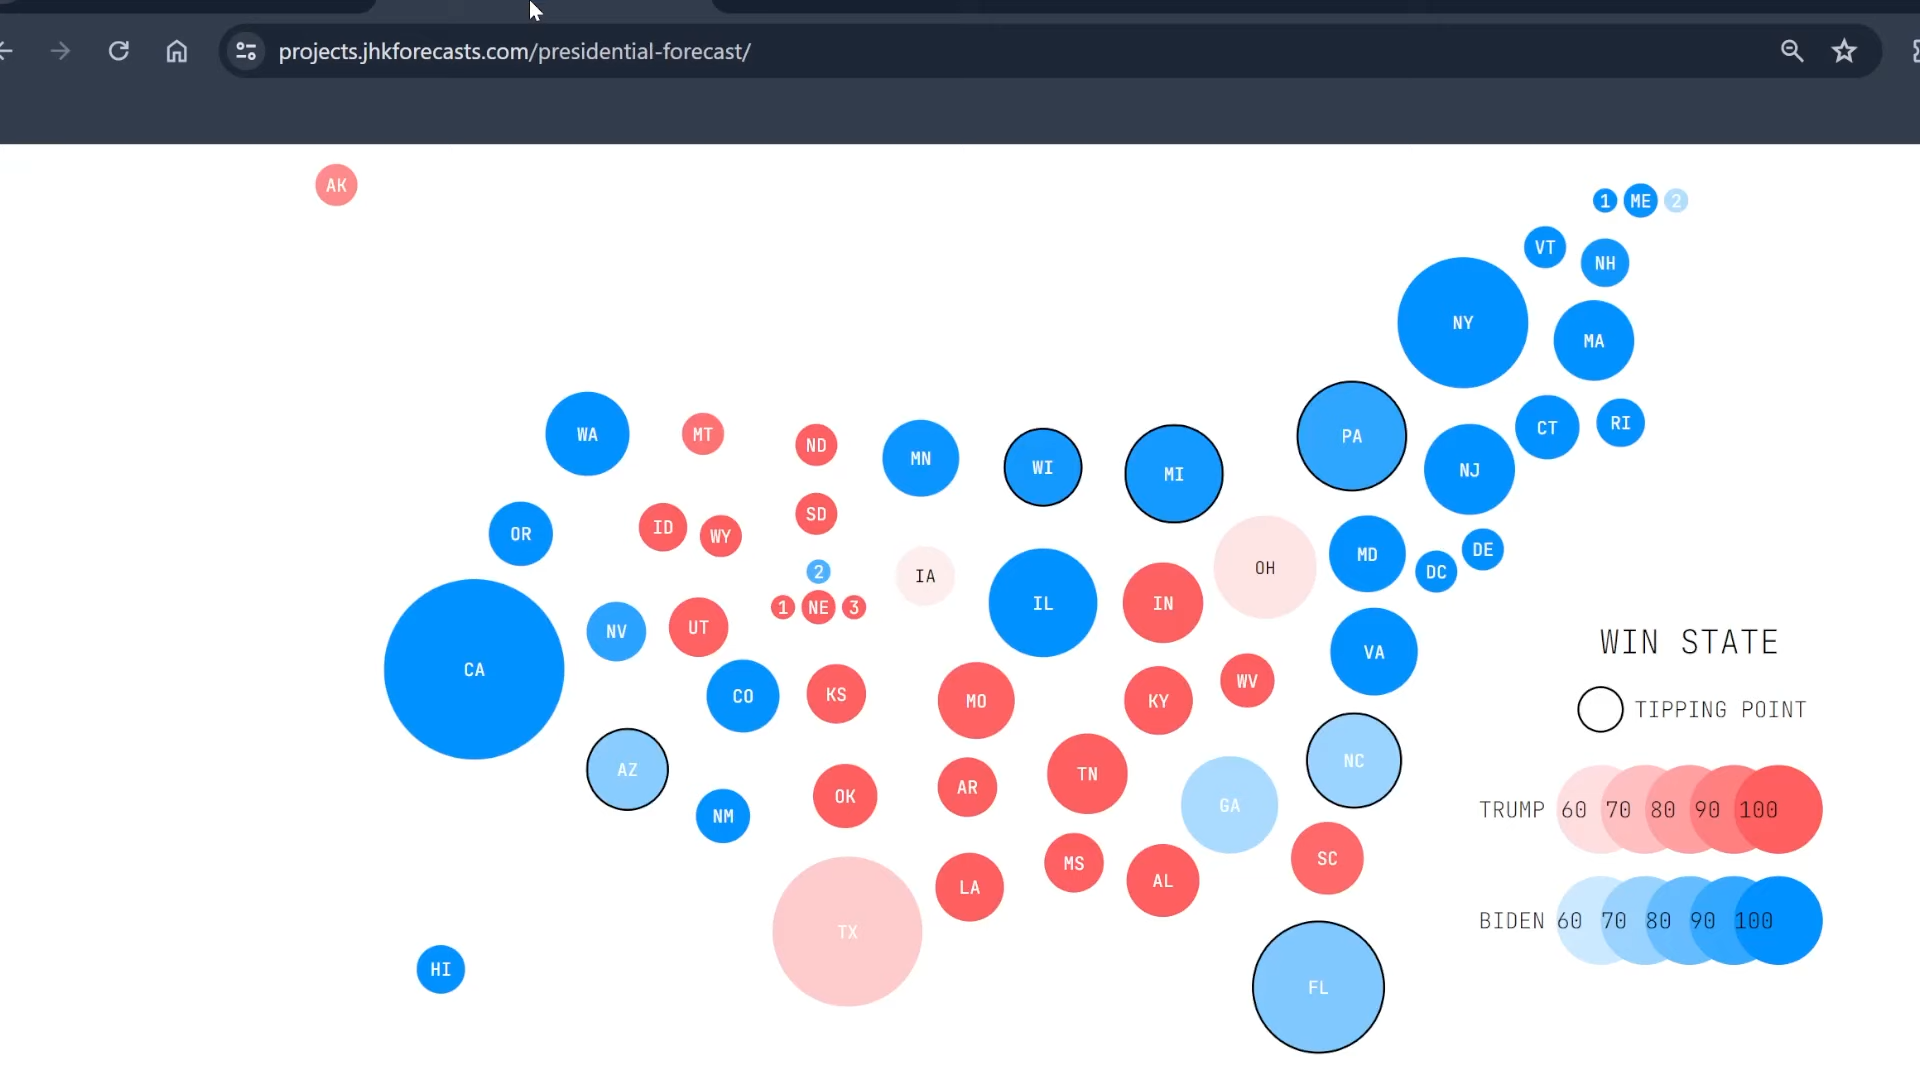 projects.jhkforecasts.com/presidential-forecast/
AK
1 ME 2
VT
NH
NY
MA
WA
MT
ND
MN
WI
MI
PA
NJ
CT
RI
OR
ID
WY
SD
2
IA
OH
MD
DC
DE
CA
NV
UT
1 NE 3
IL
IN
VA
CO
KS
MO
KY
WV
WIN STATE
TIPPING POINT
AZ
NM
OK
AR
TN
GA
NC
TRUMP 60 70 80 90 100
TX
LA
MS
AL
SC
BIDEN 60 70 80 90 100
HI
FL